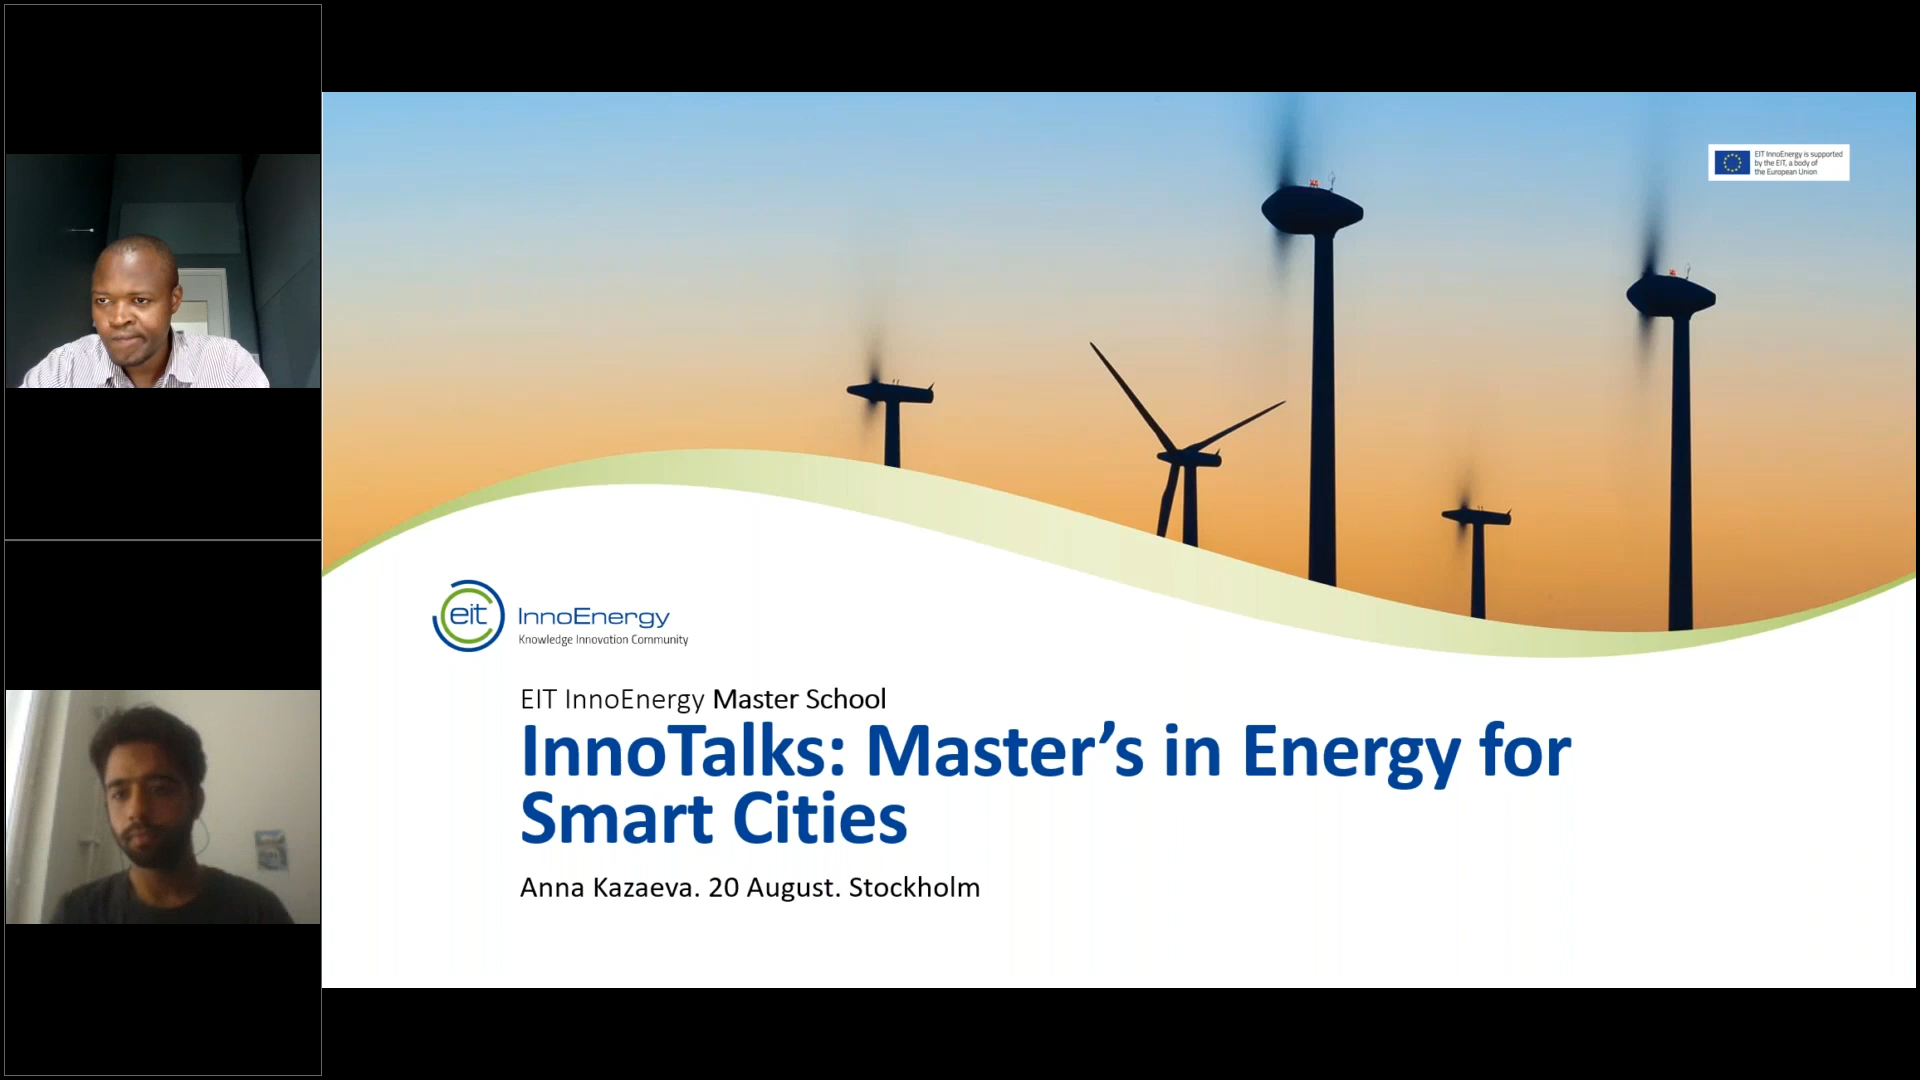 EIT InnoEnergy is supported
by the EIT, a body of
the European Union
eit InnoEnergy
Knowledge Innovation Community
EIT InnoEnergy Master School
InnoTalks: Master’s in Energy for
Smart Cities
Anna Kazaeva. 20 August. Stockholm